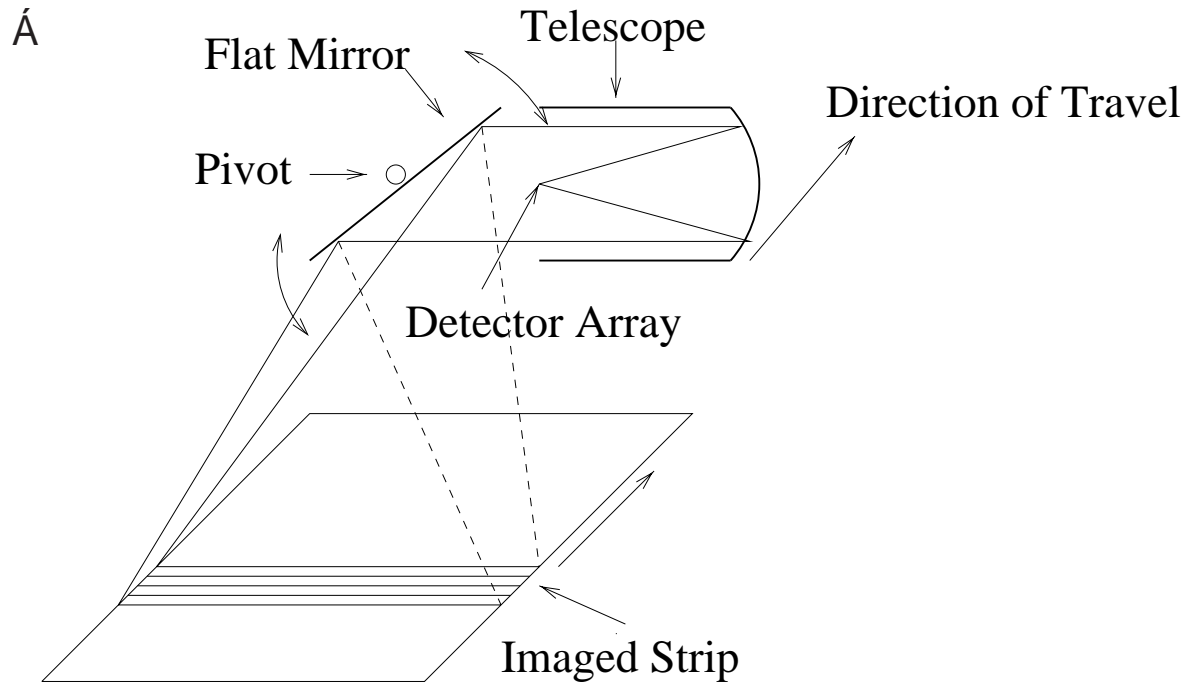 Á
Telescope
Flat Mirror
Direction of Travel
Pivot
Detector Array
Imaged Strip